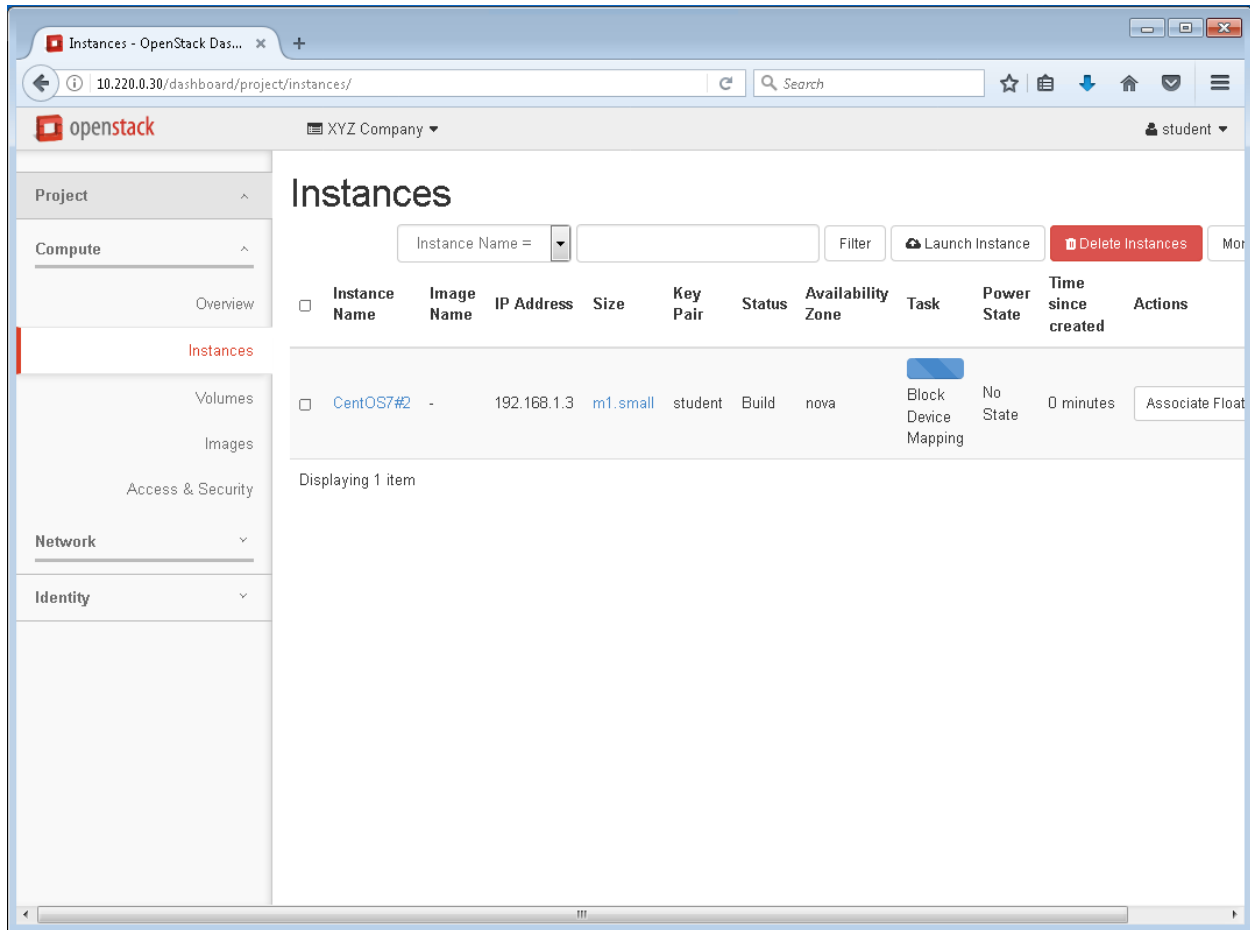 Instances - OpenStack Das...
10.220.0.30/dashboard/project/instances/
Search
openstack
XYZ Company
student
Project
Compute
Overview
Instances
Volumes
Images
Access & Security
Network
Identity
Instances
Instance Name =
Filter
Launch Instance
Delete Instances
Mor
Instance Name
Image Name
IP Address
Size
Key Pair
Status
Availability Zone
Task
Power State
Time since created
Actions
CentOS7#2
-
192.168.1.3
m1.small
student
Build
nova
Block Device Mapping
No State
0 minutes
Associate Float
Displaying 1 item